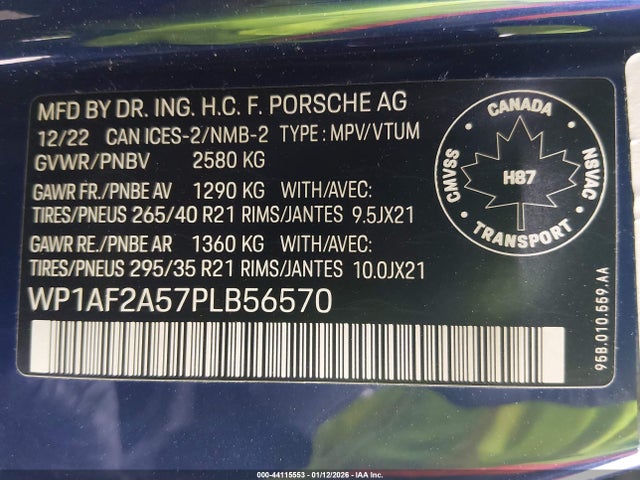 MFD BY DR. ING. H.C. F. PORSCHE AG
12/22 CAN ICES-2/NMB-2 TYPE : MPV/VTUM
GVWR/PNBV 2580 KG
GAWR FR./PNBE AV 1290 KG WITH/AVEC:
TIRES/PNEUS 265/40 R21 RIMS/JANTES 9.5JX21
GAWR RE./PNBE AR 1360 KG WITH/AVEC:
TIRES/PNEUS 295/35 R21 RIMS/JANTES 10.0JX21
WP1AF2A57PLB56570
CANADA
CMVSS
NSVAC
H87
TRANSPORT
95B.010.559.AA
000-44115553 - 01/12/2026 - IAA Inc.